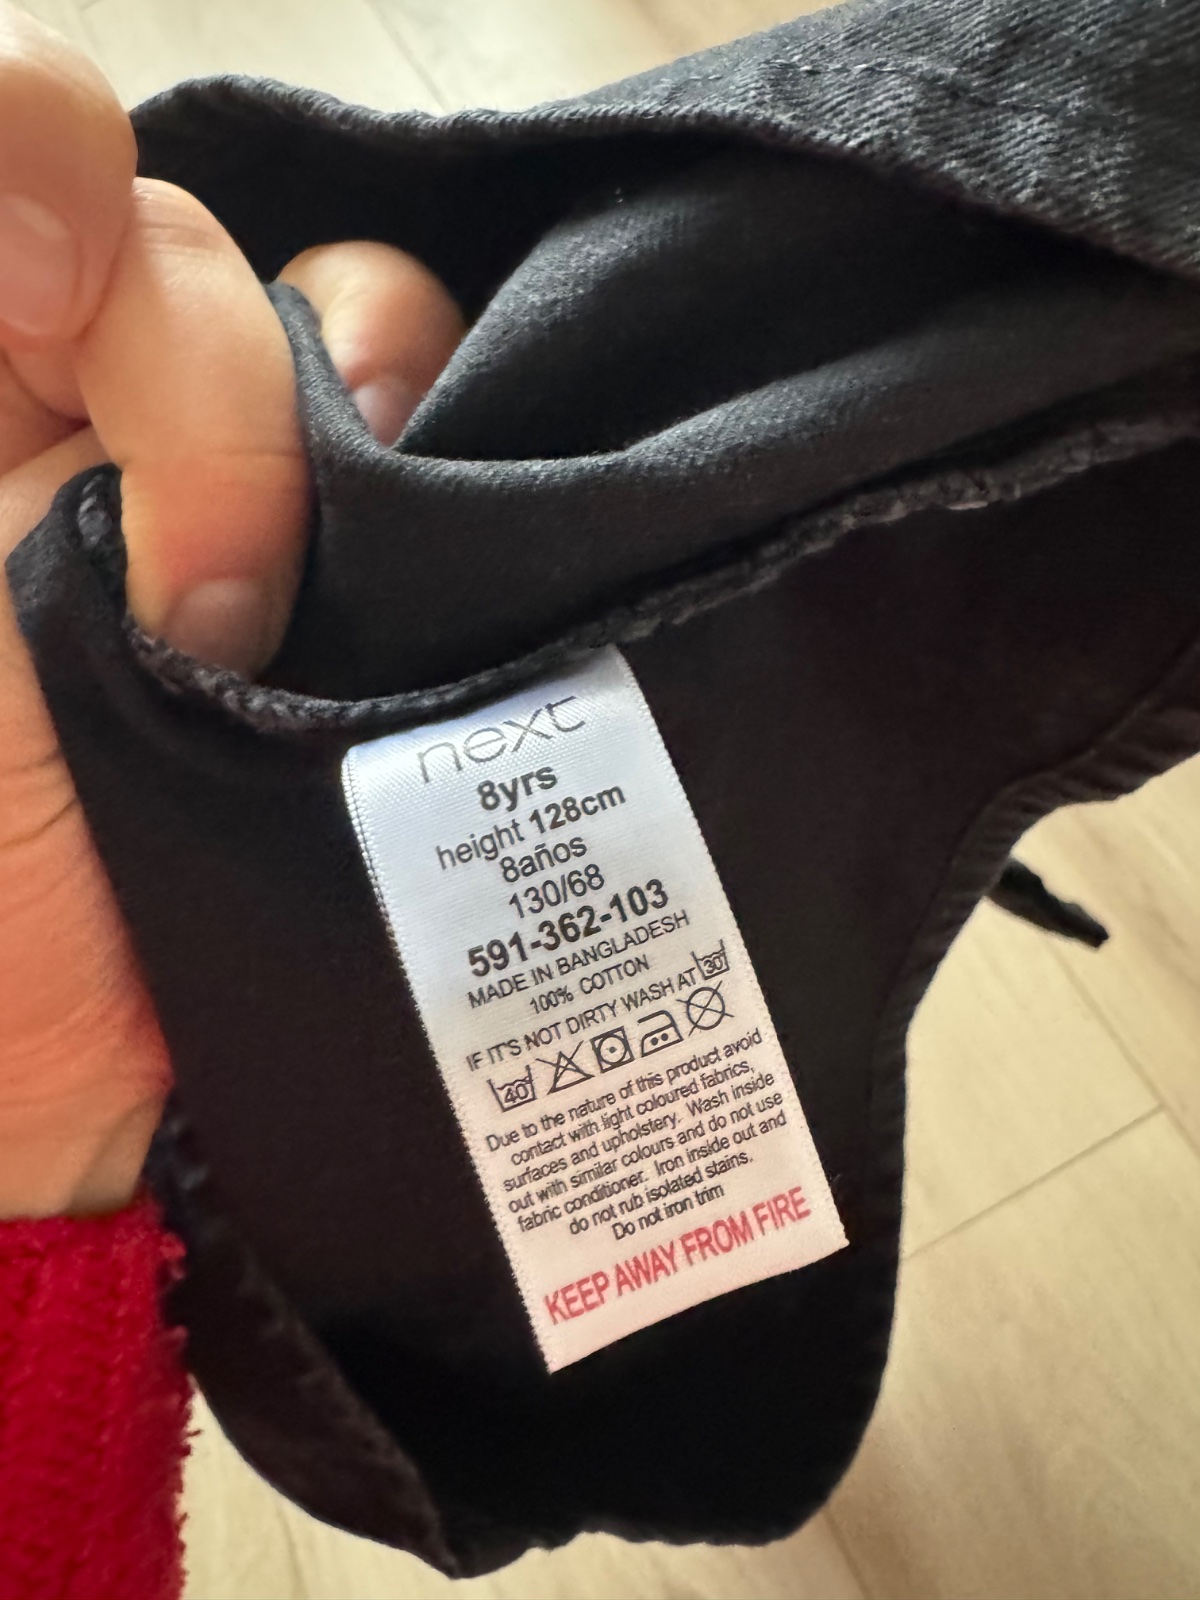 next
8yrs
height 128cm
8años
130/68
591-362-103
MADE IN BANGLADESH
100% COTTON
IF IT'S NOT DIRTY WASH AT 30°
40°
Due to the nature of this product avoid
contact with light coloured fabrics,
surfaces and upholstery. Wash inside
out with similar colours and do not use
fabric conditioner. Iron inside out and
do not rub isolated stains.
Do not iron trim
KEEP AWAY FROM FIRE